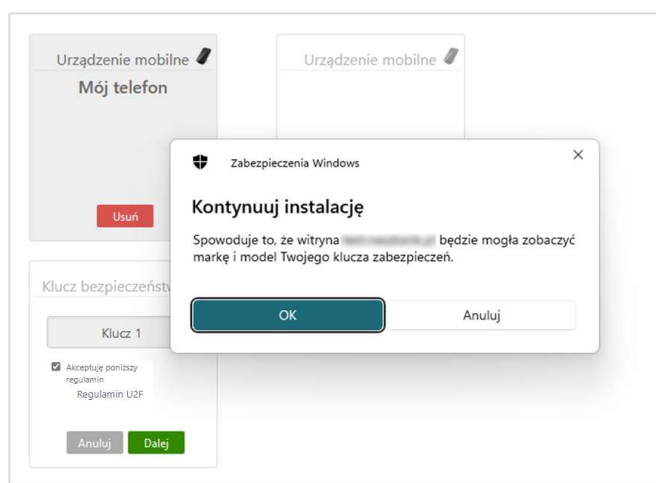 Urządzenie mobilne
Mój telefon
Usuń
Urządzenie mobilne
Zabezpieczenia Windows
Kontynuuj instalację
Spowoduje to, że witryna będzie mogła zobaczyć
markę i model Twojego klucza zabezpieczeń.
OK
Anuluj
Klucz
Klucz 1
Akceptuję poniższy
regulamin
Regulamin U2F
Anuluj
Dalej